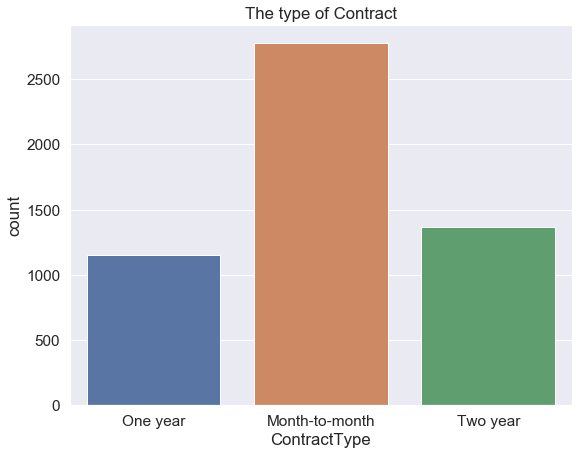 The type of Contract
2500
2000
1500
1000
500
0
count
One year Month-to-month Two year
ContractType